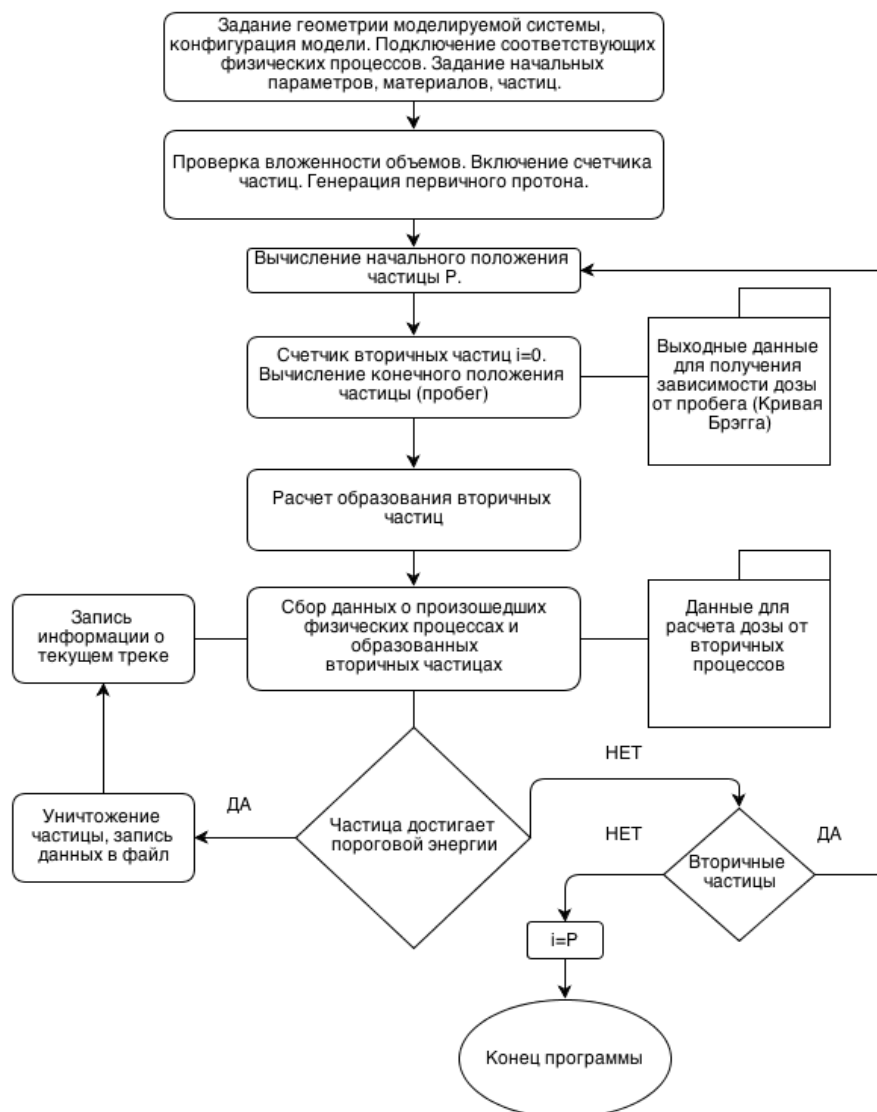 Задание геометрии моделируемой системы,
конфигурация модели. Подключение соответствующих
физических процессов. Задание начальных
параметров, материалов, частиц.
Проверка вложенности объемов. Включение счетчика
частиц. Генерация первичного протона.
Вычисление начального положения
частицы P.
Счетчик вторичных частиц i=0.
Вычисление конечного положения
частицы (пробег)
Выходные данные
для получения
зависимости дозы
от пробега (Кривая
Брэгга)
Расчет образования вторичных
частиц
Запись
информации о
текущем треке
Сбор данных о произошедших
физических процессах и
образованных
вторичных частицах
Данные для
расчета дозы от
вторичных
процессов
НЕТ
Уничтожение
частицы, запись
данных в файл
ДА
Частица достигает
пороговой энергии
НЕТ
Вторичные
частицы
ДА
i=P
Конец программы